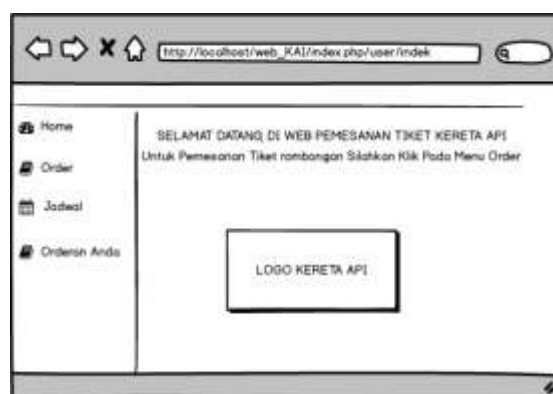 http://localhost/web_KAI/index.php/user/indek
Home
Order
Jadwal
Orderan Anda
SELAMAT DATANG DI WEB PEMESANAN TIKET KERETA API
Untuk Pemesanan Tiket rombongan Silahkan Klik Pada Menu Order
LOGO KERETA API